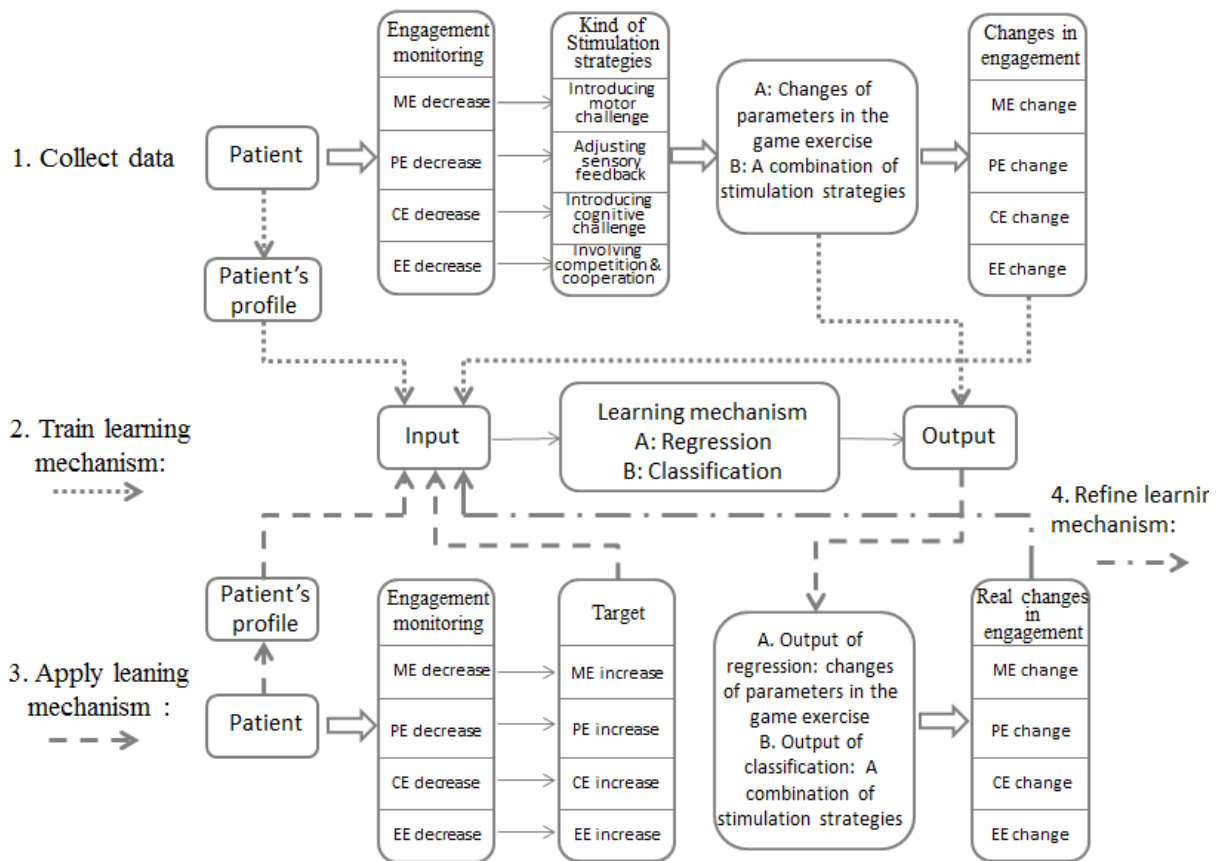 1. Collect data
Patient
Patient's
profile
Engagement
monitoring
ME decrease
PE decrease
CE decrease
EE decrease
Kind of
Stimulation
strategies
Introducing
motor
challenge
Adjusting
sensory
feedback
Introducing
cognitive
challenge
Involving
competition &
cooperation
A: Changes of
parameters in the
game exercise
B: A combination of
stimulation strategies
Changes in
engagement
ME change
PE change
CE change
EE change
2. Train learning
mechanism:
Input
Learning mechanism
A: Regression
B: Classification
Output
4. Refine learnin
mechanism:
3. Apply leaning
mechanism :
Patient's
profile
Patient
Engagement
monitoring
ME decrease
PE decrease
CE decrease
EE decrease
Target
ME increase
PE increase
CE increase
EE increase
A. Output of
regression: changes
of parameters in the
game exercise
B. Output of
classification: A
combination of
stimulation strategies
Real changes
in
engagement
ME change
PE change
CE change
EE change